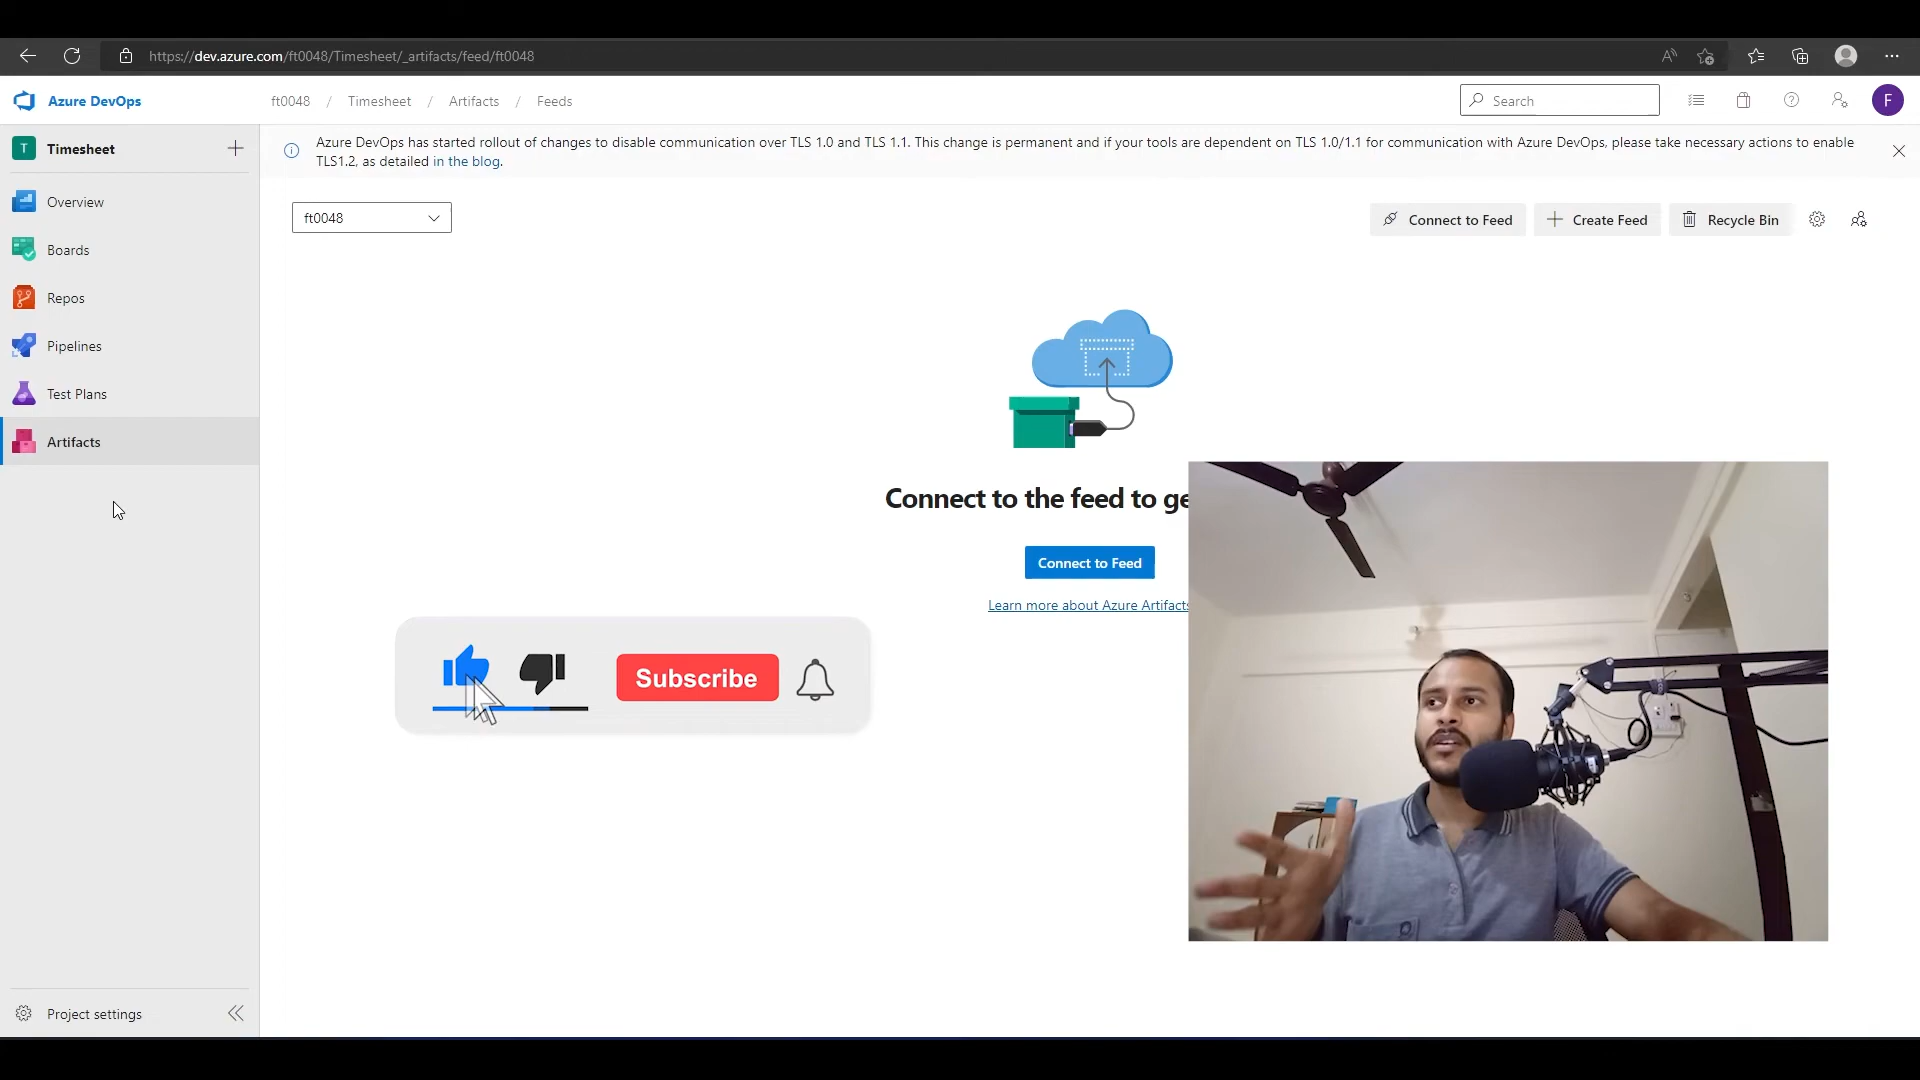 https://dev.azure.com/ft0048/Timesheet/_artifacts/feed/ft0048
Azure DevOps
ft0048 / Timesheet / Artifacts / Feeds
Search
F
T Timesheet
Azure DevOps has started rollout of changes to disable communication over TLS 1.0 and TLS 1.1. This change is permanent and if your tools are dependent on TLS 1.0/1.1 for communication with Azure DevOps, please take necessary actions to enable
TLS1.2, as detailed in the blog.
Overview
Boards
Repos
Pipelines
Test Plans
Artifacts
ft0048
Connect to Feed
Create Feed
Recycle Bin
Connect to the feed to ge
Connect to Feed
Learn more about Azure Artifacts
Subscribe
Project settings